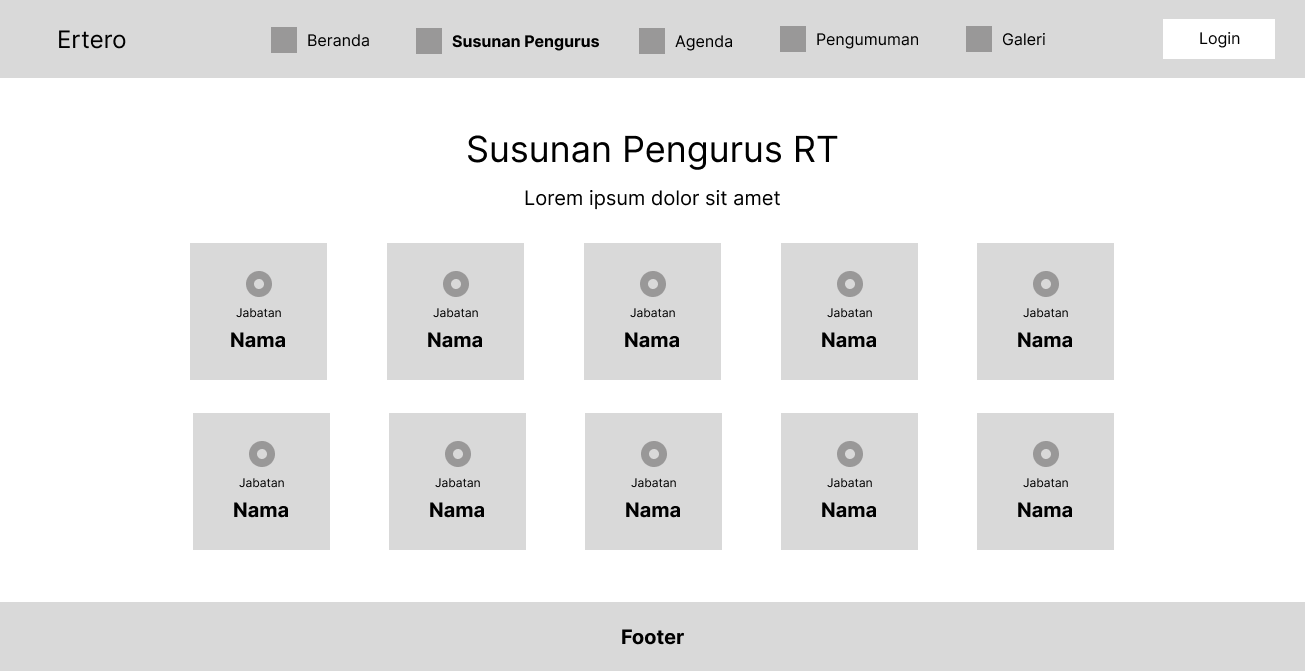 Ertero
Beranda
Susunan Pengurus
Agenda
Pengumuman
Galeri
Login
Susunan Pengurus RT
Lorem ipsum dolor sit amet
Jabatan
Nama
Jabatan
Nama
Jabatan
Nama
Jabatan
Nama
Jabatan
Nama
Jabatan
Nama
Jabatan
Nama
Jabatan
Nama
Jabatan
Nama
Jabatan
Nama
Footer